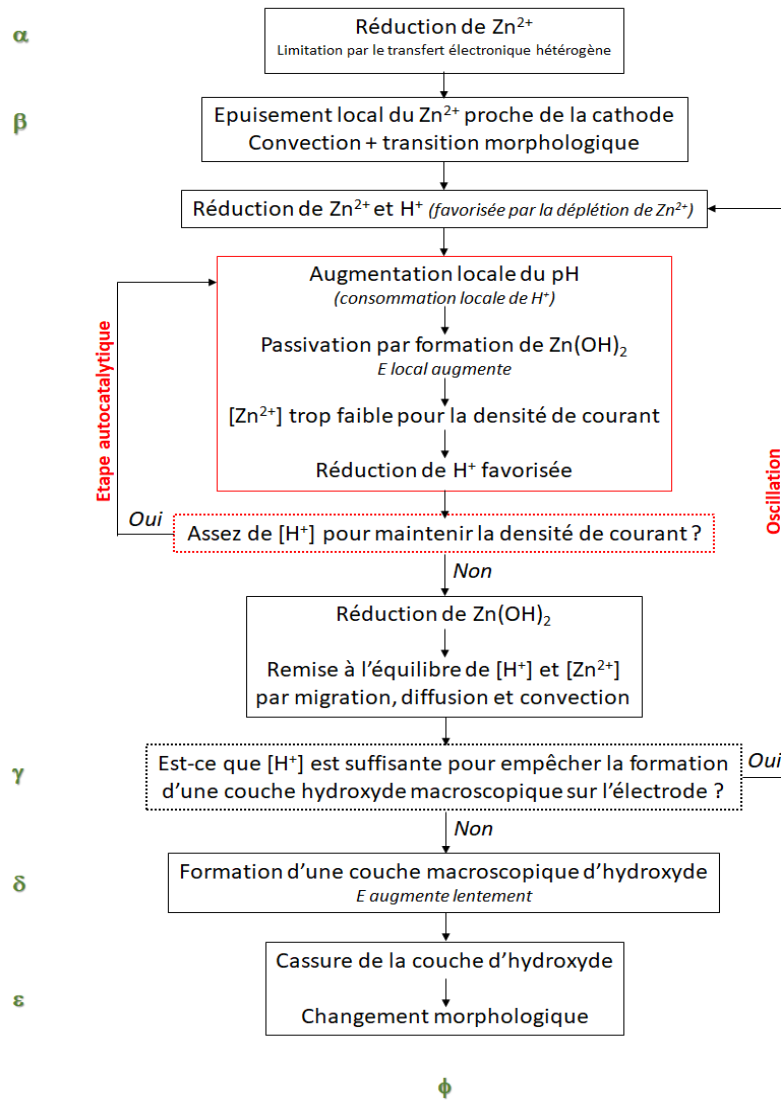 α
Réduction de Zn²⁺
Limitation par le transfert électronique hétérogène
β
Epuisement local du Zn²⁺ proche de la cathode
Convection + transition morphologique
Réduction de Zn²⁺ et H⁺ (favorisée par la déplétion de Zn²⁺)
Augmentation locale du pH
(consommation locale de H⁺)
Passivation par formation de Zn(OH)₂
E local augmente
[Zn²⁺] trop faible pour la densité de courant
Réduction de H⁺ favorisée
Etape autocatalytique
Oscillation
Oui
Assez de [H⁺] pour maintenir la densité de courant ?
Non
Réduction de Zn(OH)₂
Remise à l’équilibre de [H⁺] et [Zn²⁺]
par migration, diffusion et convection
γ
Est-ce que [H⁺] est suffisante pour empêcher la formation
d’une couche hydroxyde macroscopique sur l’électrode ?
Oui
Non
δ
Formation d’une couche macroscopique d’hydroxyde
E augmente lentement
ε
Cassure de la couche d’hydroxyde
Changement morphologique
ϕ